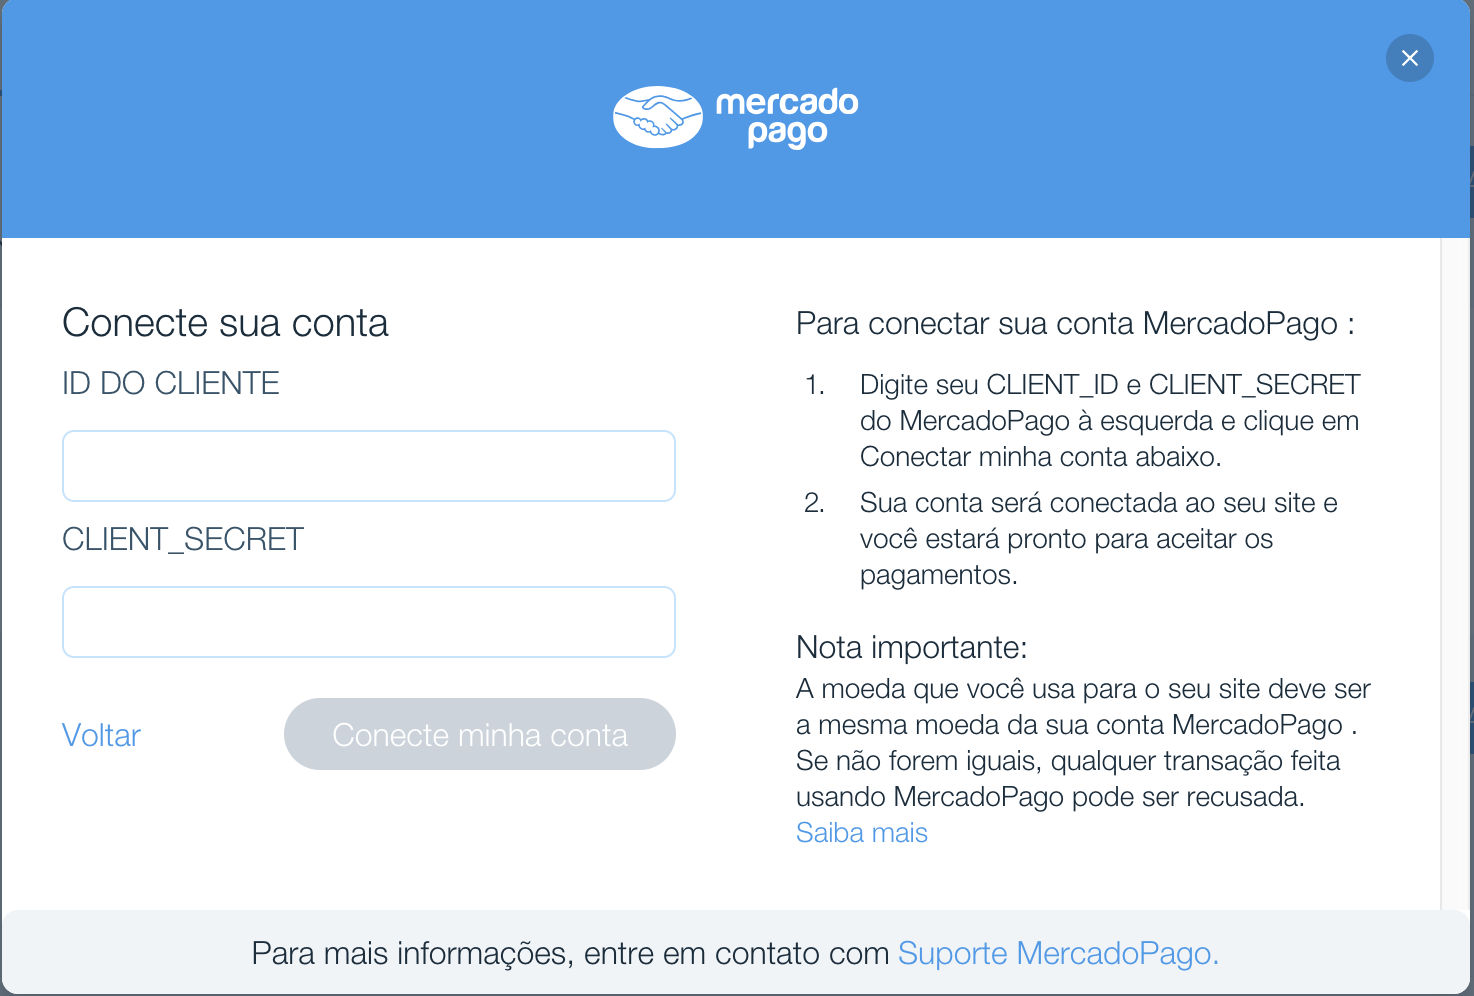 mercado
pago
Conecte sua conta
ID DO CLIENTE
CLIENT_SECRET
Voltar
Conecte minha conta
Para conectar sua conta MercadoPago :
1. Digite seu CLIENT_ID e CLIENT_SECRET
do MercadoPago à esquerda e clique em
Conectar minha conta abaixo.
2. Sua conta será conectada ao seu site e
você estará pronto para aceitar os
pagamentos.
Nota importante:
A moeda que você usa para o seu site deve ser
a mesma moeda da sua conta MercadoPago .
Se não forem iguais, qualquer transação feita
usando MercadoPago pode ser recusada.
Saiba mais
Para mais informações, entre em contato com Suporte MercadoPago.